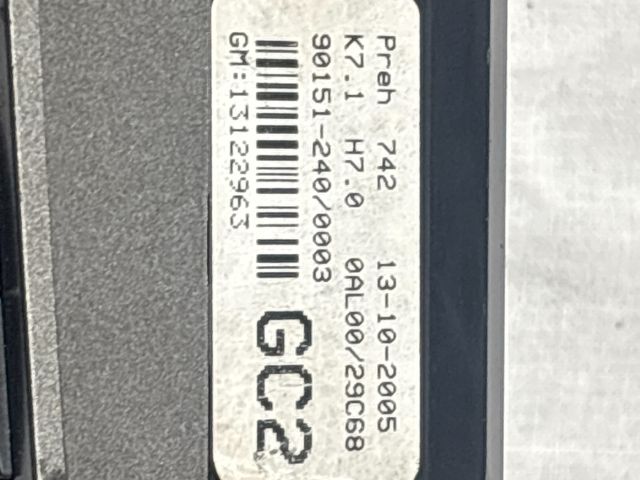 Preh 742 13-10-2005
K7.1 H7.0 0AL00/29C68
90151-240/0003
GM:13122963
GC2